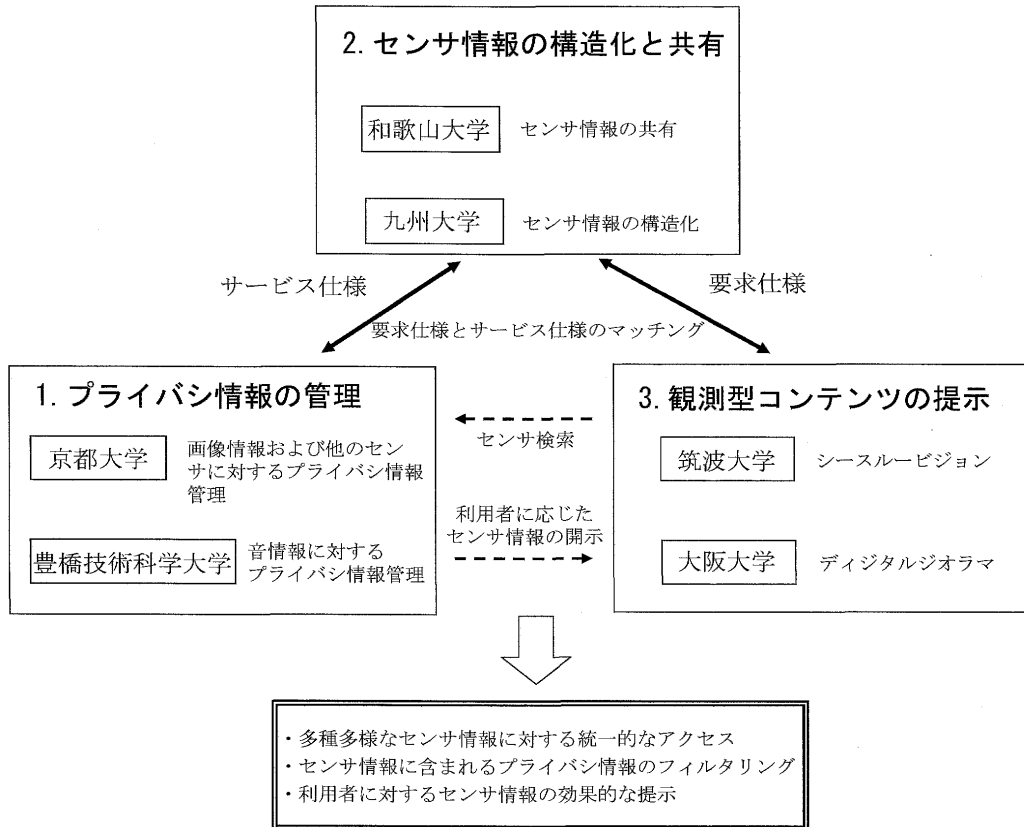 2. センサ情報の構造化と共有
和歌山大学 センサ情報の共有
九州大学 センサ情報の構造化
サービス仕様
要求仕様
要求仕様とサービス仕様のマッチング
1. プライバシ情報の管理
京都大学
画像情報および他のセン
サに対するプライバシ情報
管理
豊橋技術科学大学
音情報に対する
プライバシ情報管理
センサ検索
利用者に応じた
センサ情報の開示
3. 観測型コンテンツの提示
筑波大学 シースルービジョン
大阪大学 ディジタルジオラマ
・多種多様なセンサ情報に対する統一的なアクセス
・センサ情報に含まれるプライバシ情報のフィルタリング
・利用者に対するセンサ情報の効果的な提示